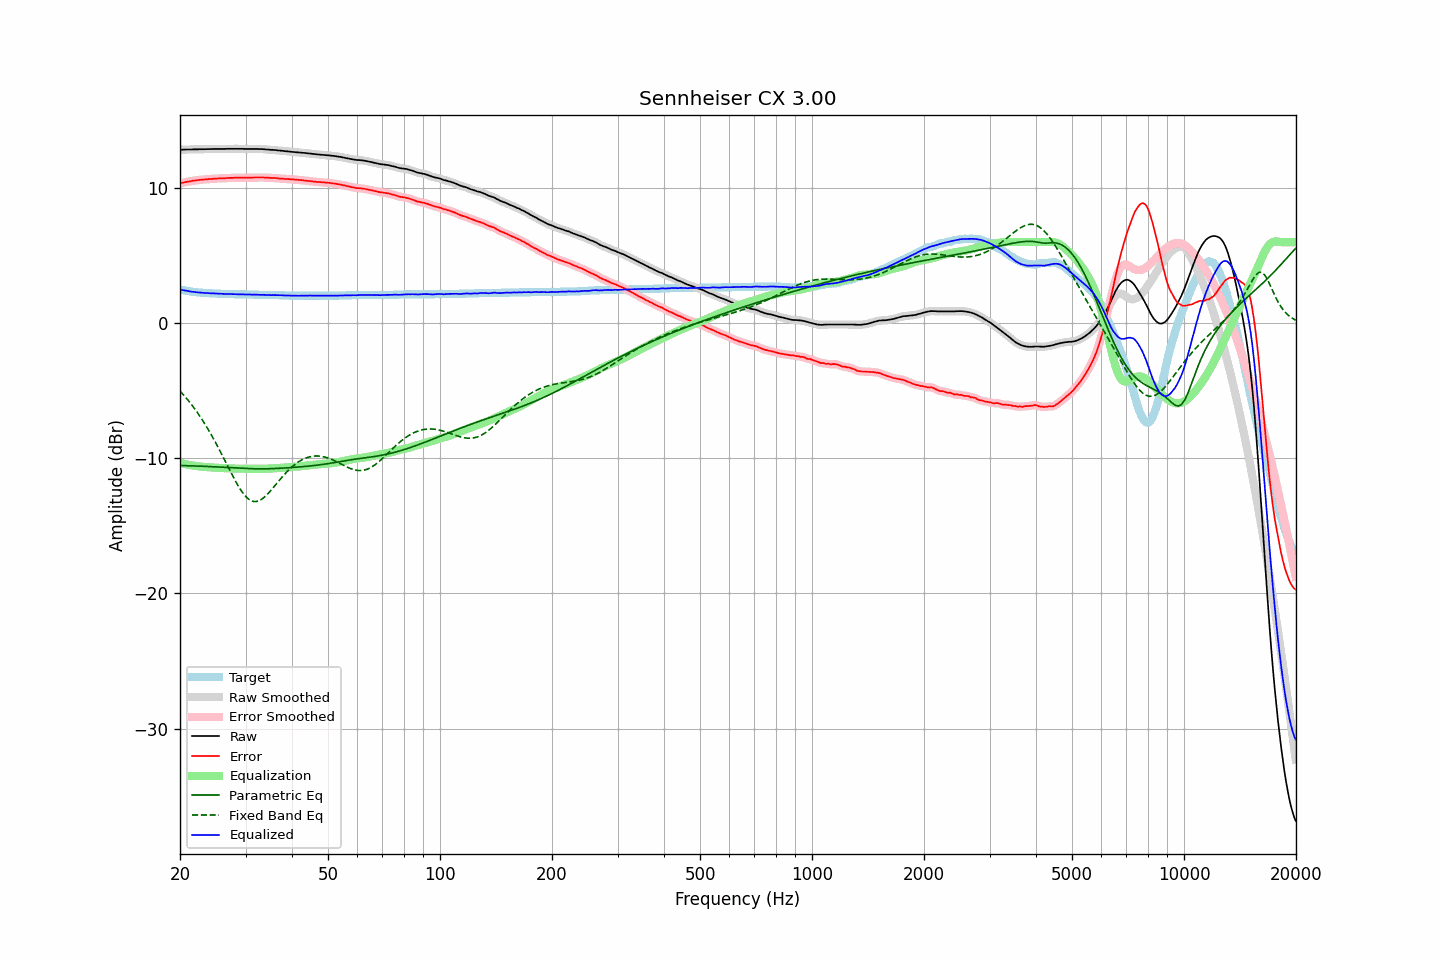 Sennheiser CX 3.00
10
0
−10
−20
−30
Amplitude (dBr)
Target
Raw Smoothed
Error Smoothed
Raw
Error
Equalization
Parametric Eq
Fixed Band Eq
Equalized
20 50 100 200 500 1000 2000 5000 10000 20000
Frequency (Hz)